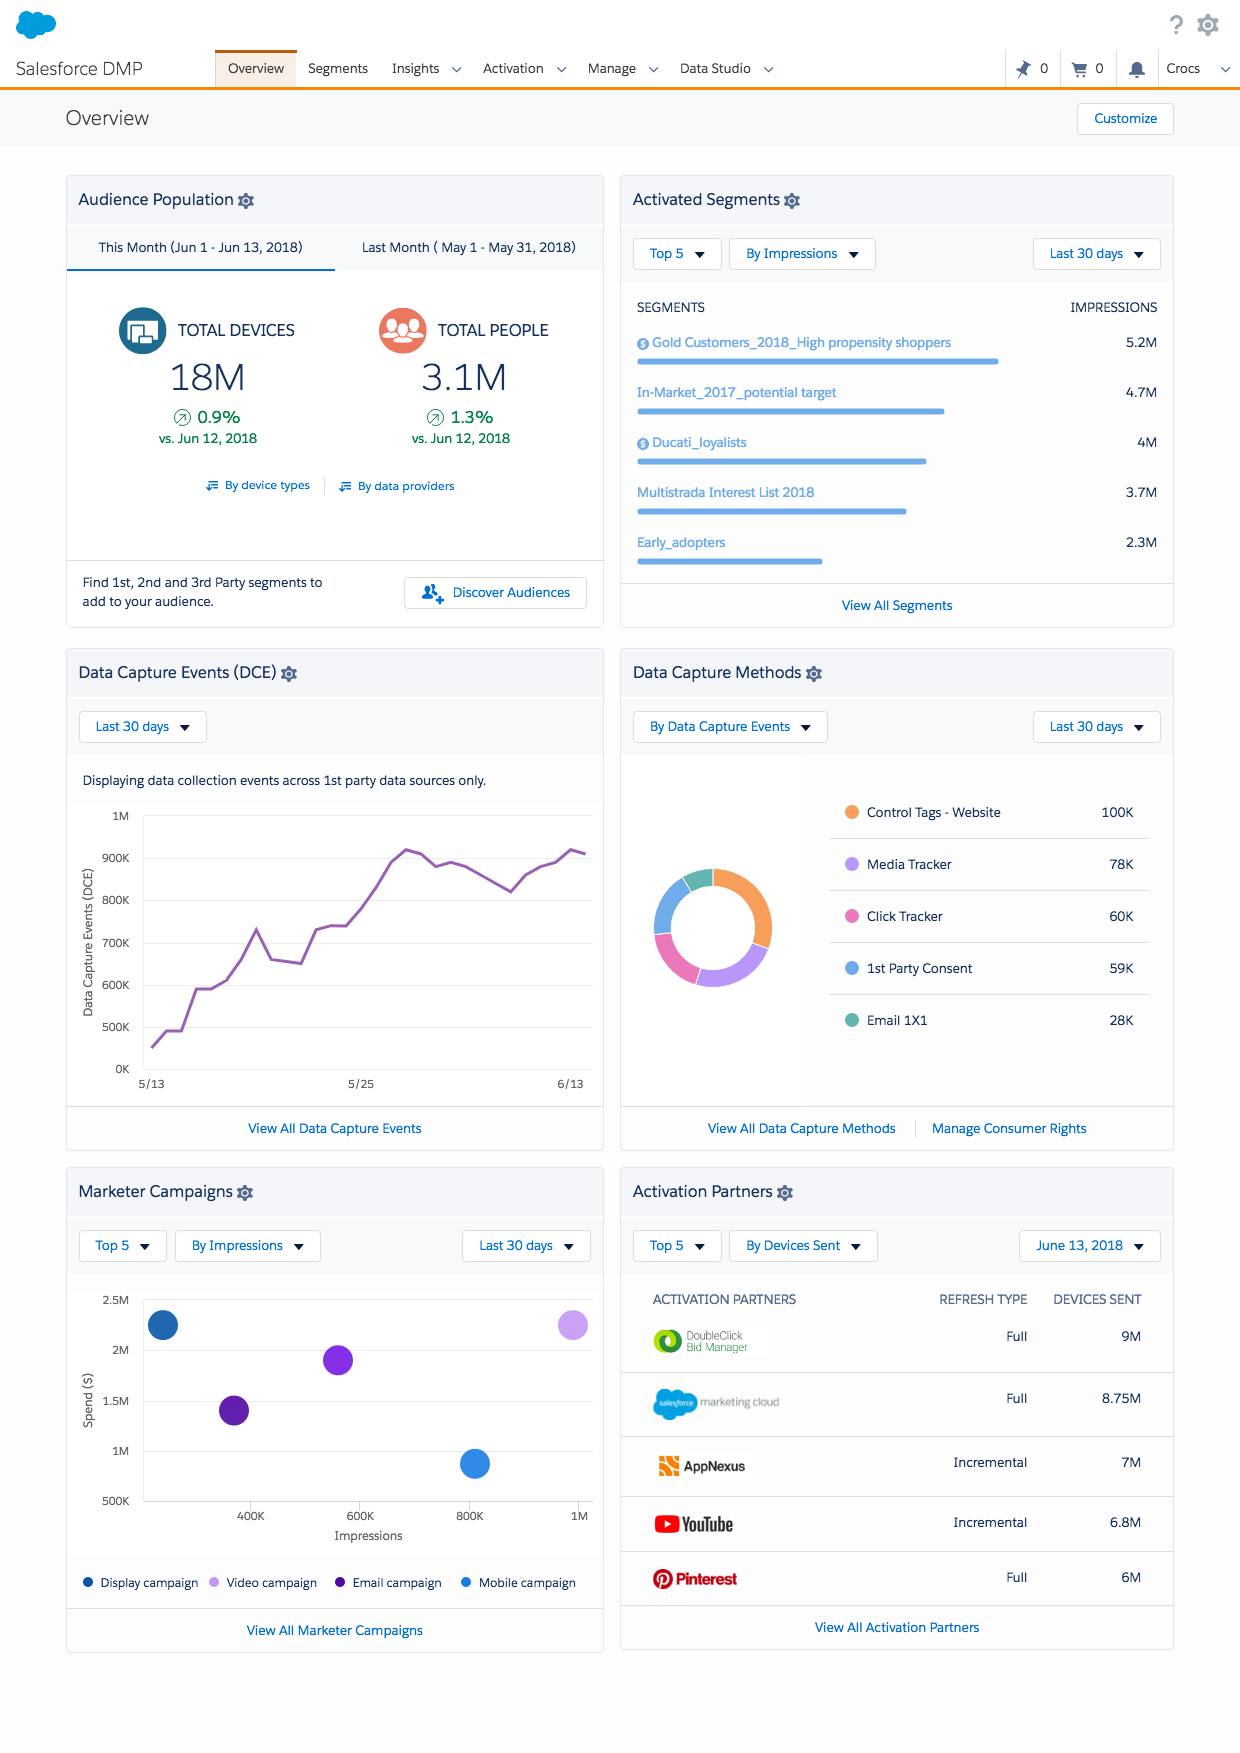 Salesforce DMP
Overview
Segments
Insights
Activation
Manage
Data Studio
0
0
Crocs
Overview
Customize
Audience Population
This Month (Jun 1 - Jun 13, 2018)
Last Month ( May 1 - May 31, 2018)
TOTAL DEVICES
18M
0.9%
vs. Jun 12, 2018
TOTAL PEOPLE
3.1M
1.3%
vs. Jun 12, 2018
By device types
By data providers
Find 1st, 2nd and 3rd Party segments to
add to your audience.
Discover Audiences
Activated Segments
Top 5
By Impressions
Last 30 days
SEGMENTS IMPRESSIONS
Gold Customers_2018_High propensity shoppers 5.2M
In-Market_2017_potential target 4.7M
Ducati_loyalists 4M
Multistrada Interest List 2018 3.7M
Early_adopters 2.3M
View All Segments
Data Capture Events (DCE)
Last 30 days
Displaying data collection events across 1st party data sources only.
Data Capture Events (DCE)
1M
900K
800K
700K
600K
500K
0K
5/13 5/25 6/13
View All Data Capture Events
Data Capture Methods
By Data Capture Events
Last 30 days
Control Tags - Website 100K
Media Tracker 78K
Click Tracker 60K
1st Party Consent 59K
Email 1X1 28K
View All Data Capture Methods
Manage Consumer Rights
Marketer Campaigns
Top 5
By Impressions
Last 30 days
Spend ($)
2.5M
2M
1.5M
1M
500K
400K 600K 800K 1M
Impressions
Display campaign Video campaign Email campaign Mobile campaign
View All Marketer Campaigns
Activation Partners
Top 5
By Devices Sent
June 13, 2018
ACTIVATION PARTNERS REFRESH TYPE DEVICES SENT
DoubleClick
Bid Manager
Full 9M
salesforce marketing cloud Full 8.75M
AppNexus Incremental 7M
YouTube Incremental 6.8M
Pinterest Full 6M
View All Activation Partners